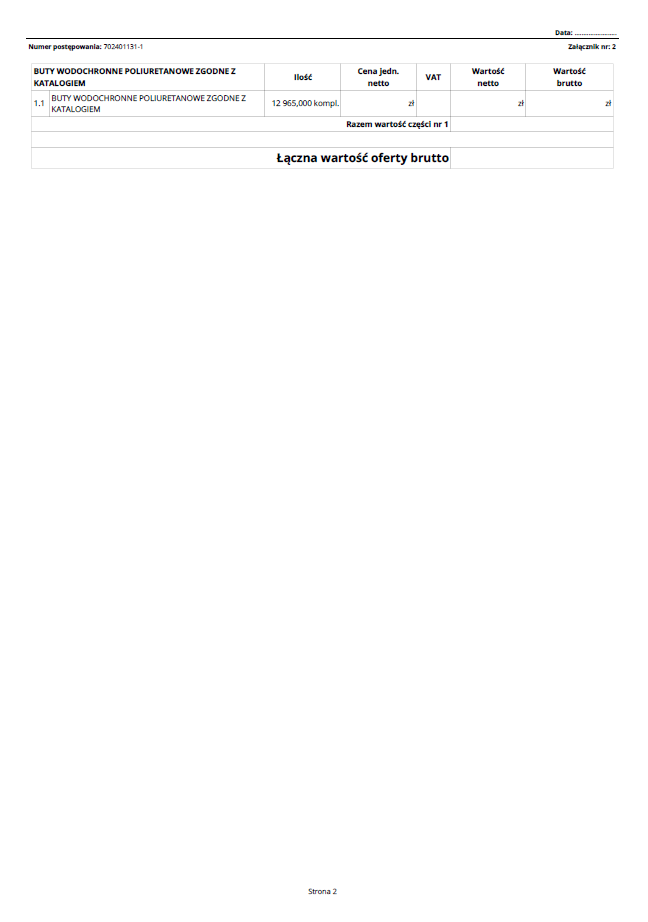 Data: ......................
Numer postępowania: 702401131-1 Załącznik nr: 2
BUTY WODOCHRONNE POLIURETANOWE ZGODNE Z
KATALOGIEM
Ilość
Cena jedn.
netto
VAT
Wartość
netto
Wartość
brutto
1.1
BUTY WODOCHRONNE POLIURETANOWE ZGODNE Z
KATALOGIEM
12 965,000 kompl.
zł
zł
zł
Razem wartość części nr 1
Łączna wartość oferty brutto
Strona 2